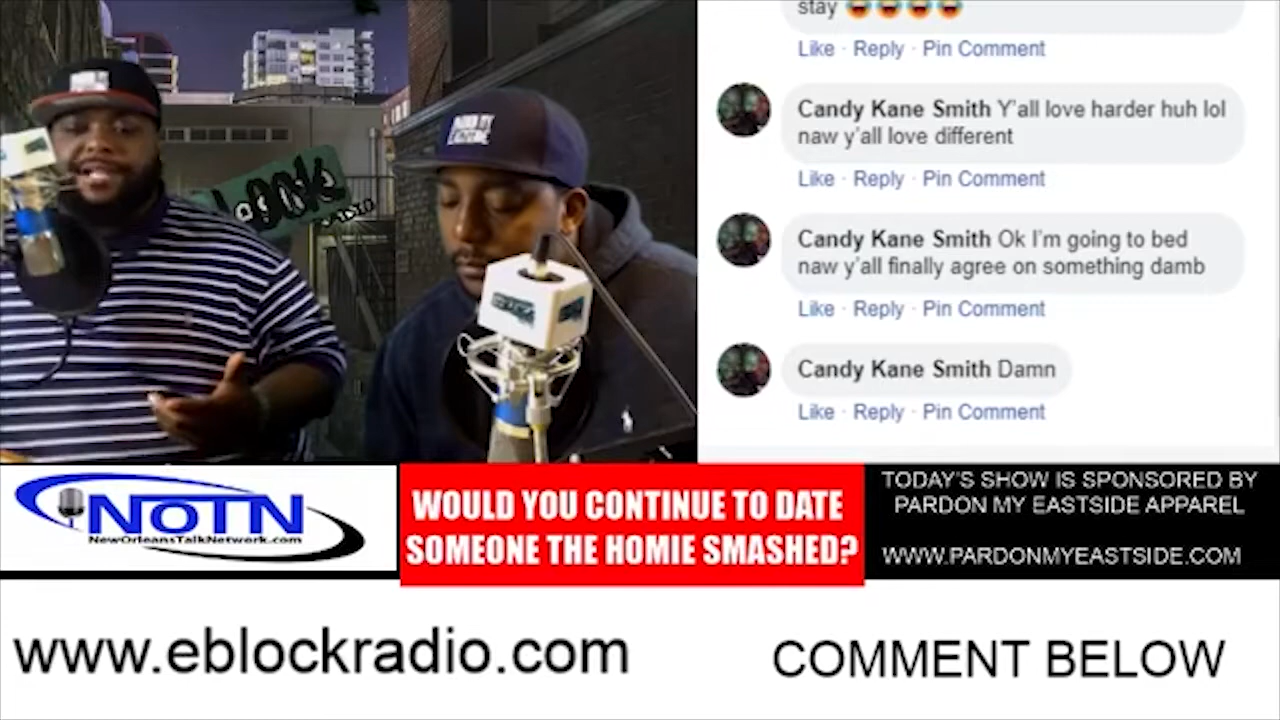 stay 😂😂😂😂
Like · Reply · Pin Comment
Candy Kane Smith Y'all love harder huh lol
naw y'all love different
Like · Reply · Pin Comment
Candy Kane Smith Ok I'm going to bed
naw y'all finally agree on something damb
Like · Reply · Pin Comment
Candy Kane Smith Damn
Like · Reply · Pin Comment
NOTN
NewOrleansTalkNetwork.com
WOULD YOU CONTINUE TO DATE
SOMEONE THE HOMIE SMASHED?
TODAY'S SHOW IS SPONSORED BY
PARDON MY EASTSIDE APPAREL
WWW.PARDONMYEASTSIDE.COM
www.eblockradio.com
COMMENT BELOW